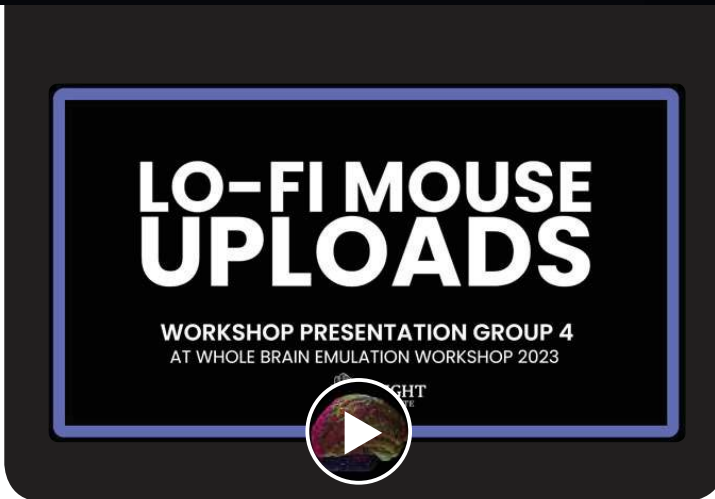 LO-FI MOUSE
UPLOADS
WORKSHOP PRESENTATION GROUP 4
AT WHOLE BRAIN EMULATION WORKSHOP 2023